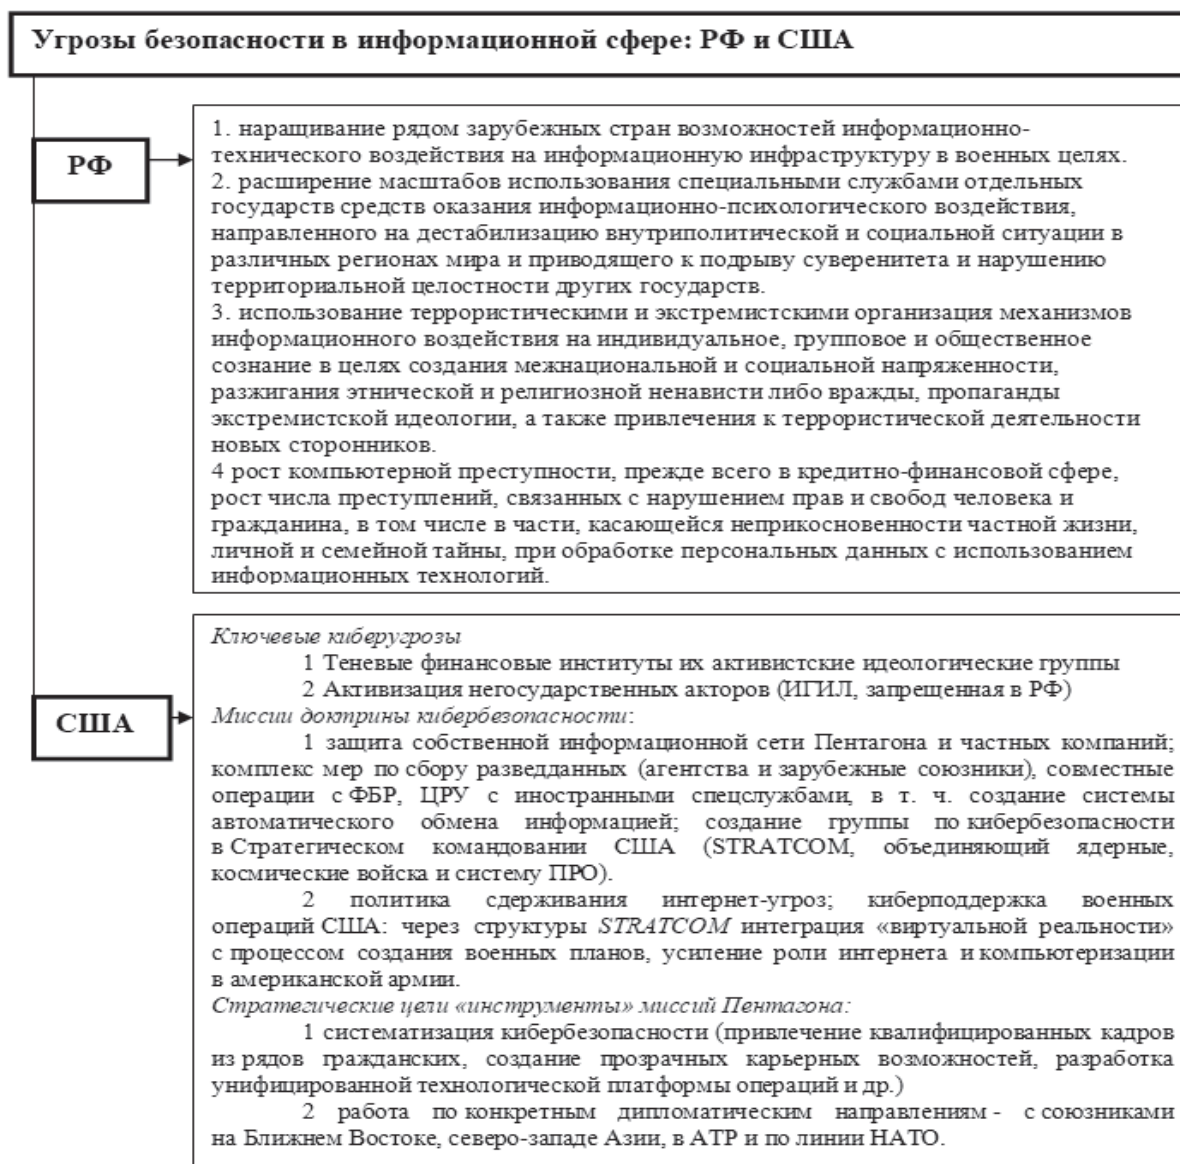 Угрозы безопасности в информационной сфере: РФ и США
РФ
1. наращивание рядом зарубежных стран возможностей информационно-
технического воздействия на информационную инфраструктуру в военных целях.
2. расширение масштабов использования специальными службами отдельных
государств средств оказания информационно-психологического воздействия,
направленного на дестабилизацию внутриполитической и социальной ситуации в
различных регионах мира и приводящего к подрыву суверенитета и нарушению
территориальной целостности других государств.
3. использование террористическими и экстремистскими организация механизмов
информационного воздействия на индивидуальное, групповое и общественное
сознание в целях создания межнациональной и социальной напряженности,
разжигания этнической и религиозной ненависти либо вражды, пропаганды
экстремистской идеологии, а также привлечения к террористической деятельности
новых сторонников.
4 рост компьютерной преступности, прежде всего в кредитно-финансовой сфере,
рост числа преступлений, связанных с нарушением прав и свобод человека и
гражданина, в том числе в части, касающейся неприкосновенности частной жизни,
личной и семейной тайны, при обработке персональных данных с использованием
информационных технологий.
США
Ключевые киберугрозы
1 Теневые финансовые институты их активистские идеологические группы
2 Активизация негосударственных акторов (ИГИЛ, запрещенная в РФ)
Миссии доктрины кибербезопасности:
1 защита собственной информационной сети Пентагона и частных компаний;
комплекс мер по сбору разведданных (агентства и зарубежные союзники), совместные
операции с ФБР, ЦРУ с иностранными спецслужбами, в т. ч. создание системы
автоматического обмена информацией; создание группы по кибербезопасности
в Стратегическом командовании США (STRATCOM, объединяющий ядерные,
космические войска и систему ПРО).
2 политика сдерживания интернет-угроз; киберподдержка военных
операций США: через структуры STRATCOM интеграция «виртуальной реальности»
с процессом создания военных планов, усиление роли интернета и компьютеризации
в американской армии.
Стратегические цели «инструменты» миссий Пентагона:
1 систематизация кибербезопасности (привлечение квалифицированных кадров
из рядов гражданских, создание прозрачных карьерных возможностей, разработка
унифицированной технологической платформы операций и др.)
2 работа по конкретным дипломатическим направлениям - с союзниками
на Ближнем Востоке, северо-западе Азии, в АТР и по линии НАТО.